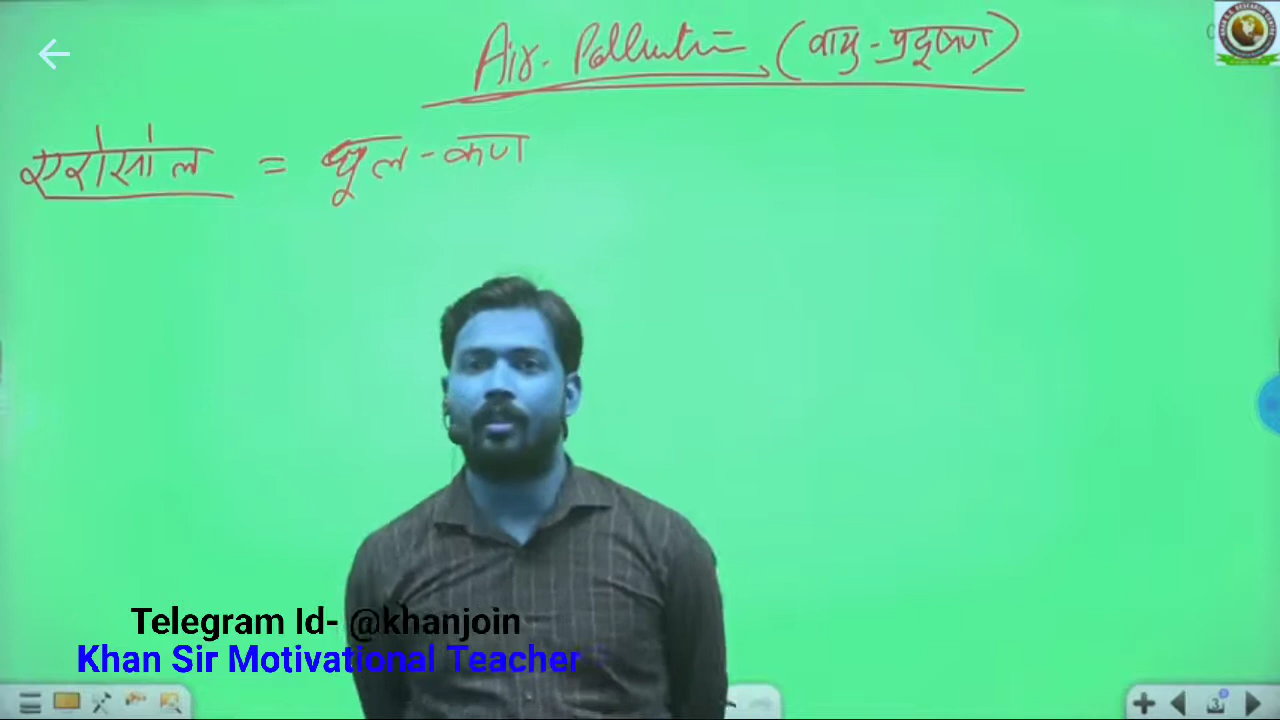 Air-Pollution, (वायु-प्रदूषण)
एरोसॉल = धूल-कण
Telegram Id- @khanjoin
Khan Sir Motivational Teacher